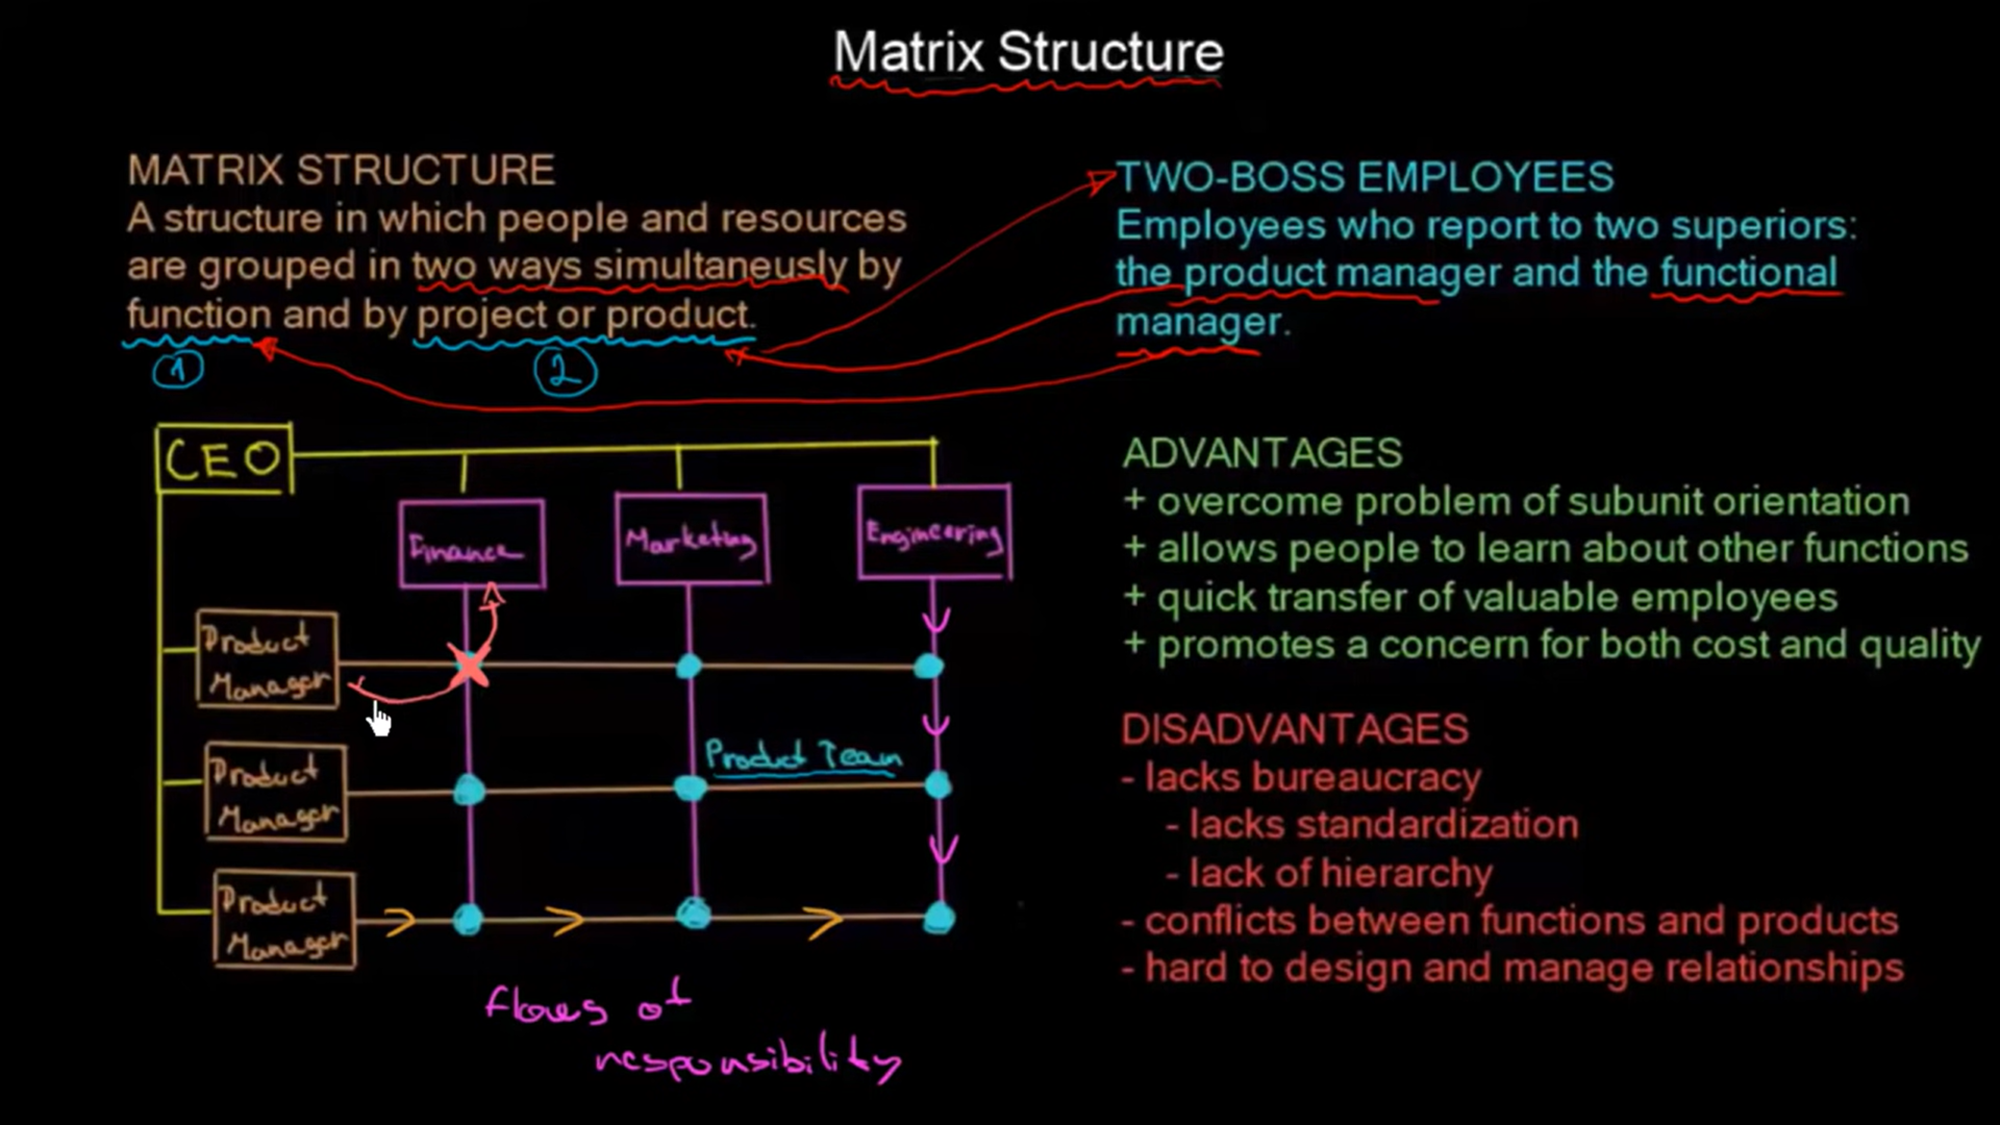 Matrix Structure
MATRIX STRUCTURE
A structure in which people and resources
are grouped in two ways simultaneusly by
function and by project or product.
1
2
TWO-BOSS EMPLOYEES
Employees who report to two superiors:
the product manager and the functional
manager.
CEO
Finance
Marketing
Engineering
Product
Manager
Product Team
Product
Manager
Product
Manager
flows of
responsibility
ADVANTAGES
+ overcome problem of subunit orientation
+ allows people to learn about other functions
+ quick transfer of valuable employees
+ promotes a concern for both cost and quality
DISADVANTAGES
- lacks bureaucracy
- lacks standardization
- lack of hierarchy
- conflicts between functions and products
- hard to design and manage relationships